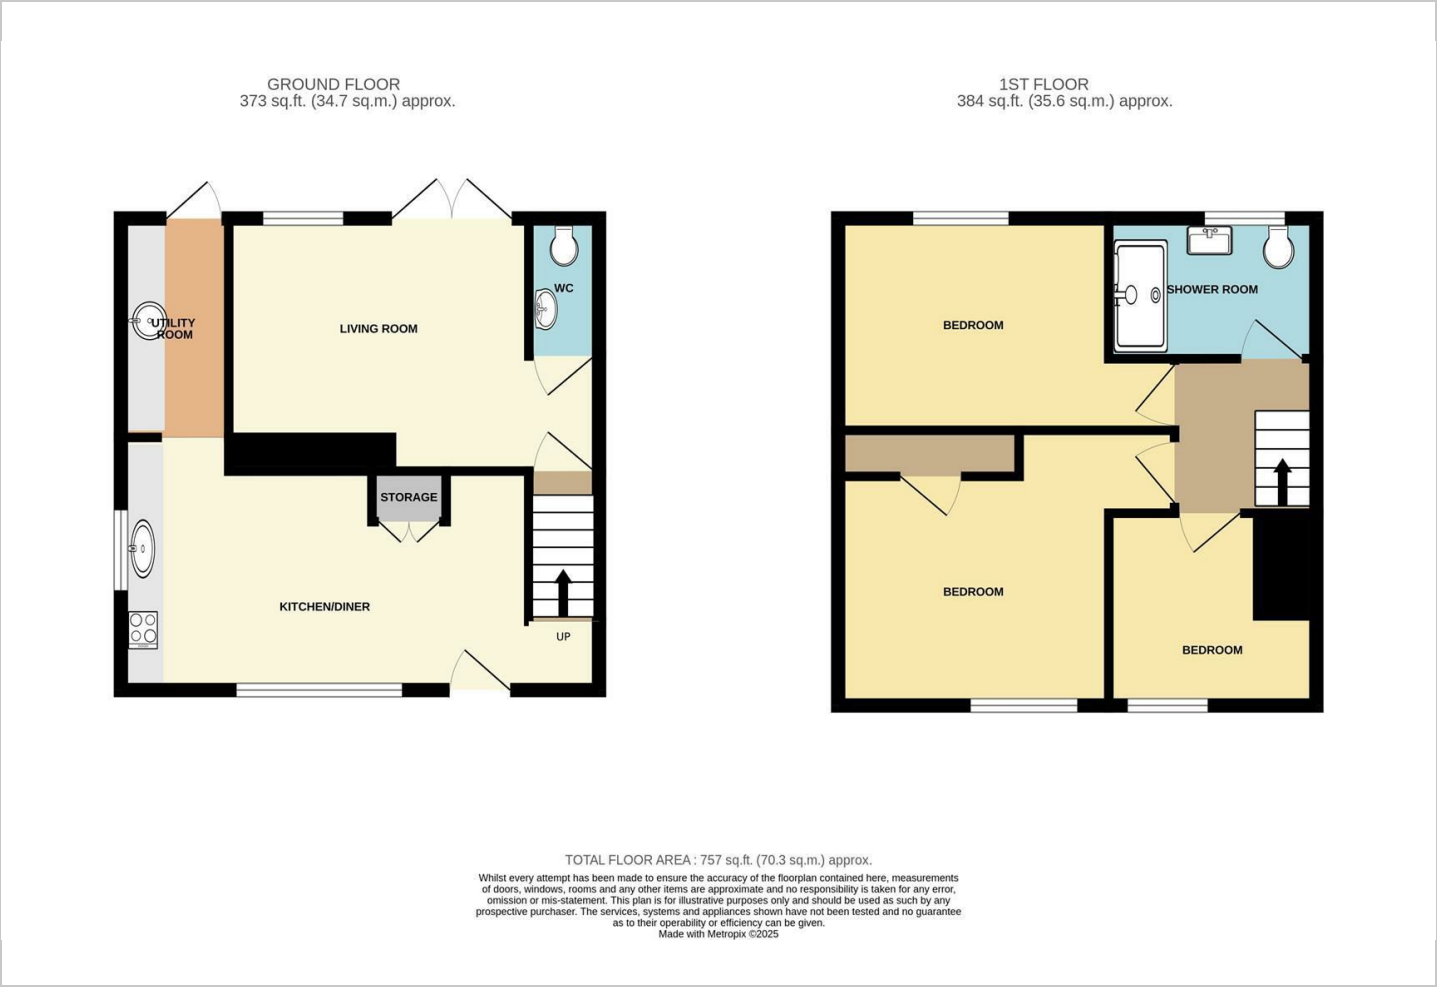 GROUND FLOOR
373 sq.ft. (34.7 sq.m.) approx.
1ST FLOOR
384 sq.ft. (35.6 sq.m.) approx.
UTILITY
ROOM
LIVING ROOM
WC
STORAGE
KITCHEN/DINER
UP
BEDROOM
SHOWER ROOM
BEDROOM
BEDROOM
TOTAL FLOOR AREA : 757 sq.ft. (70.3 sq.m.) approx.
Whilst every attempt has been made to ensure the accuracy of the floorplan contained here, measurements
of doors, windows, rooms and any other items are approximate and no responsibility is taken for any error,
omission or mis-statement. This plan is for illustrative purposes only and should be used as such by any
prospective purchaser. The services, systems and appliances shown have not been tested and no guarantee
as to their operability or efficiency can be given.
Made with Metropix ©2025